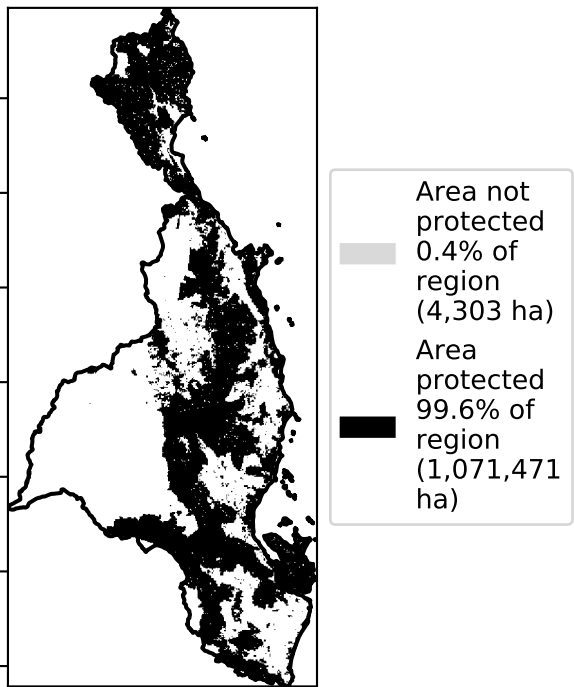 Area not
protected
0.4% of
region
(4,303 ha)
Area
protected
99.6% of
region
(1,071,471
ha)